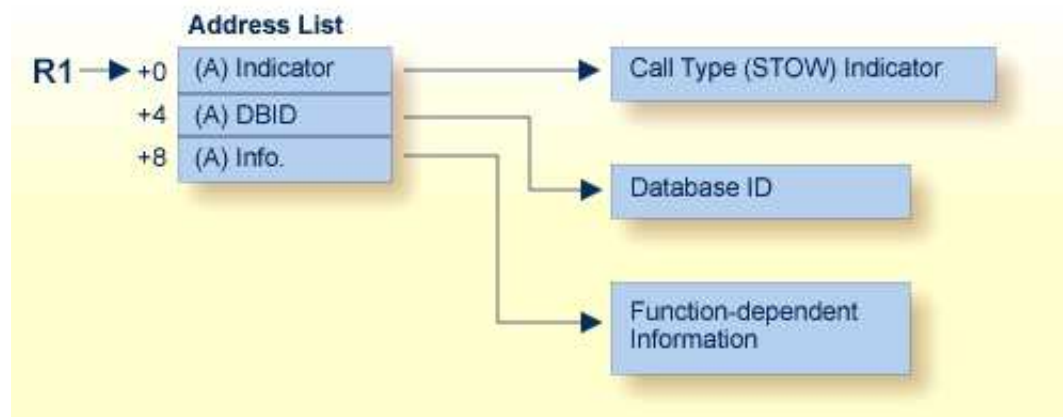 Address List
R1 +0 (A) Indicator Call Type (STOW) Indicator
+4 (A) DBID
+8 (A) Info.
Database ID
Function-dependent
Information